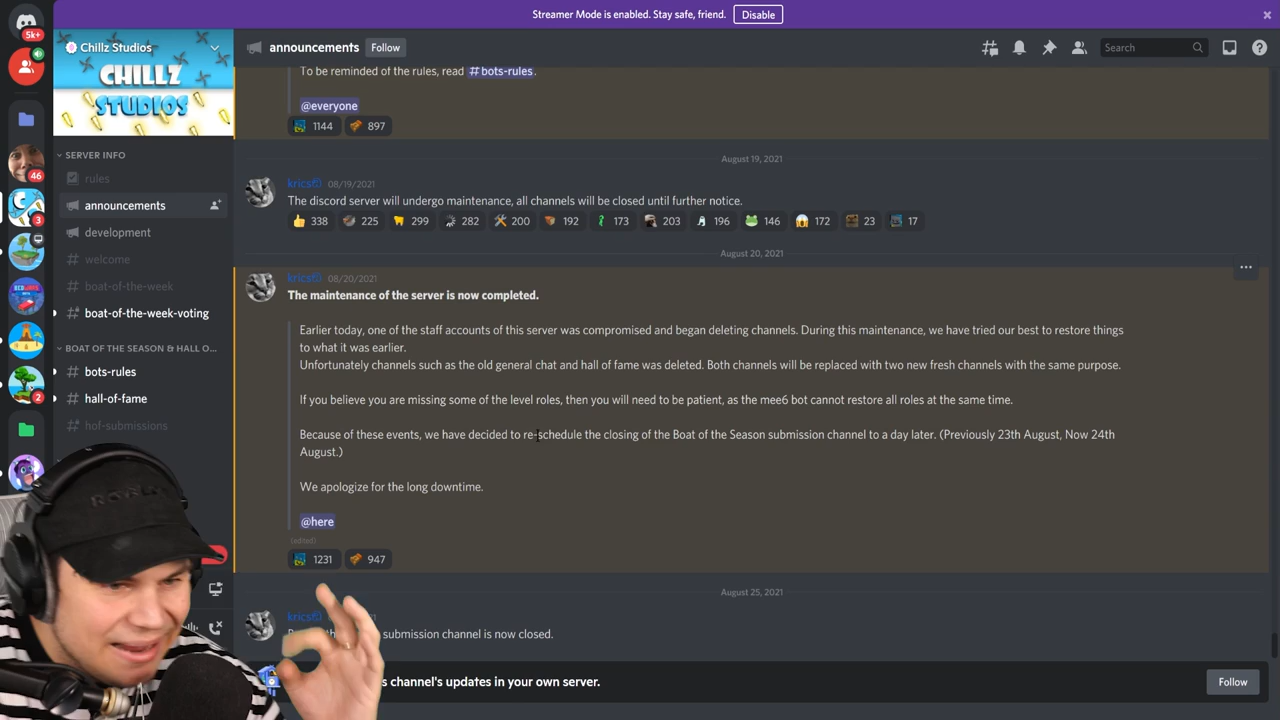 Streamer Mode is enabled. Stay safe, friend.
Disable
5k+
Chillz Studios
CHILLZ
STUDIOS
announcements
Follow
Search
To be reminded of the rules, read # bots-rules.
@everyone
1144
897
SERVER INFO
rules
announcements
development
welcome
boat-of-the-week
boat-of-the-week-voting
BOAT OF THE SEASON & HALL O...
bots-rules
hall-of-fame
hof-submissions
46
3
2
August 19, 2021
08/19/2021
The discord server will undergo maintenance, all channels will be closed until further notice.
338
225
299
282
200
192
173
203
196
146
172
23
17
August 20, 2021
08/20/2021
The maintenance of the server is now completed.
Earlier today, one of the staff accounts of this server was compromised and began deleting channels. During this maintenance, we have tried our best to restore things
to what it was earlier.
Unfortunately channels such as the old general chat and hall of fame was deleted. Both channels will be replaced with two new fresh channels with the same purpose.
If you believe you are missing some of the level roles, then you will need to be patient, as the mee6 bot cannot restore all roles at the same time.
Because of these events, we have decided to re-schedule the closing of the Boat of the Season submission channel to a day later. (Previously 23th August, Now 24th
August.)
We apologize for the long downtime.
@here
(edited)
1231
947
August 25, 2021
submission channel is now closed.
channel's updates in your own server.
Follow